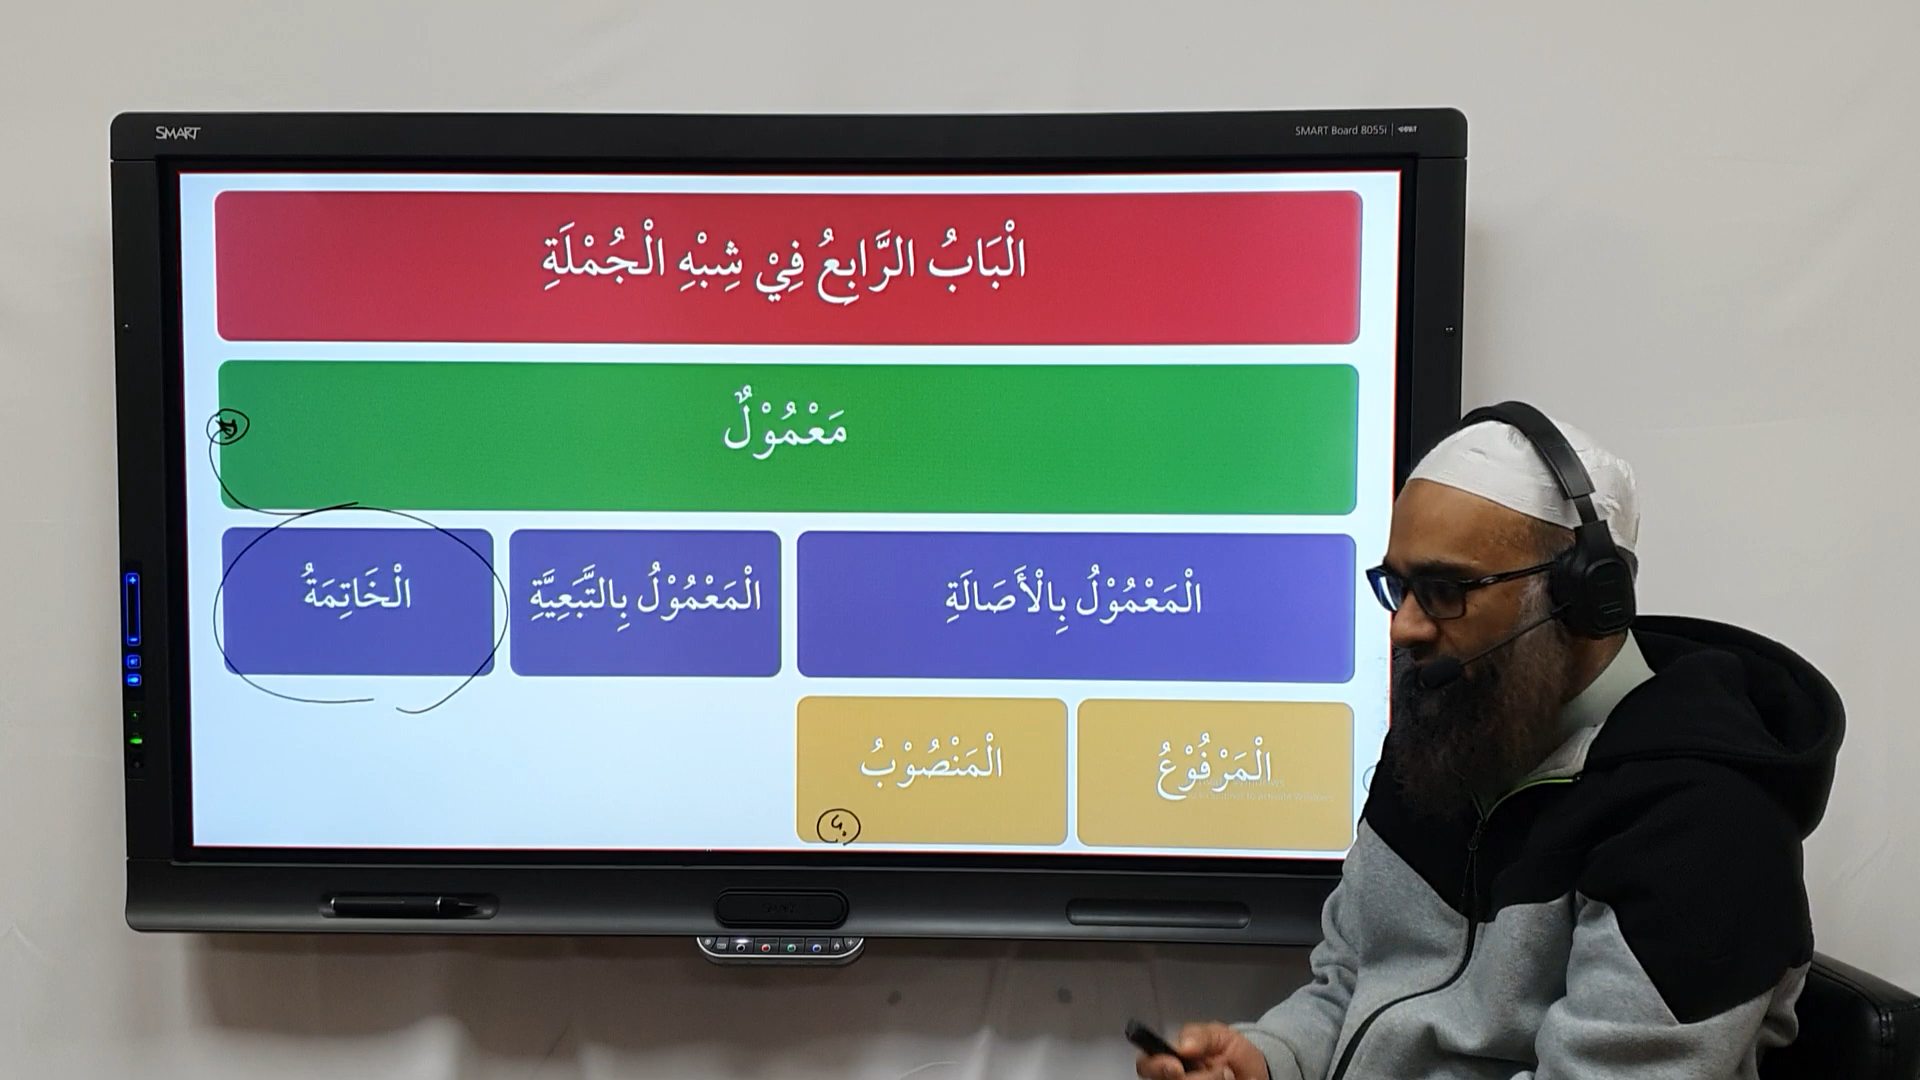 SMART
SMART Board 8055i
الْبَابُ الرَّابِعُ فِيْ شِبْهِ الْجُمْلَةِ
مَعْمُوْلٌ
الْمَعْمُوْلُ بِالْأَصَالَةِ
الْمَعْمُوْلُ بِالتَّبَعِيَّةِ
الْخَاتِمَةُ
الْمَرْفُوْعُ
الْمَنْصُوْبُ